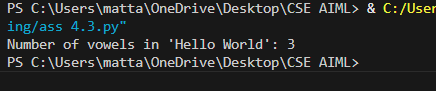 PS C:\Users\matta\OneDrive\Desktop\CSE AIML> & C:/User
ing/ass 4.3.py"
Number of vowels in 'Hello World': 3
PS C:\Users\matta\OneDrive\Desktop\CSE AIML>